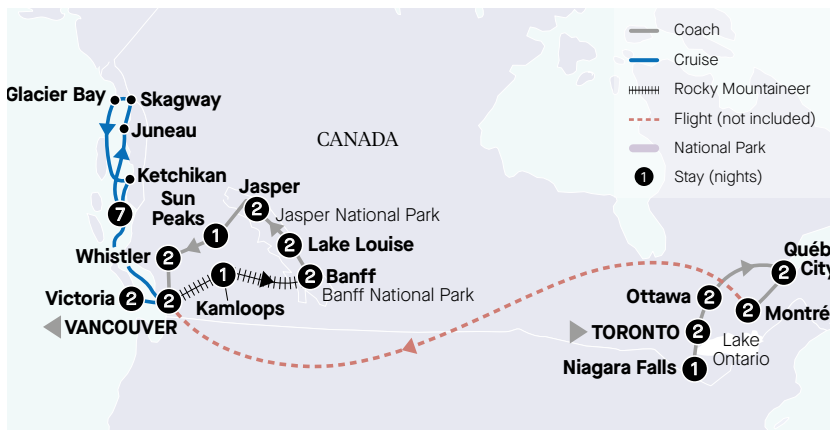 Coach
Cruise
Rocky Mountaineer
Flight (not included)
National Park
1
Stay (nights)
Glacier Bay
Skagway
Juneau
CANADA
Ketchikan
Sun
Peaks
Jasper
7
2
Jasper National Park
1
2
Lake Louise
Whistler
2
1
2
Banff
Banff National Park
Victoria
2
2
Kamloops
VANCOUVER
Québ
City
2
Ottawa
2
2
Montré
TORONTO
2
Lake
Ontario
Niagara Falls
1